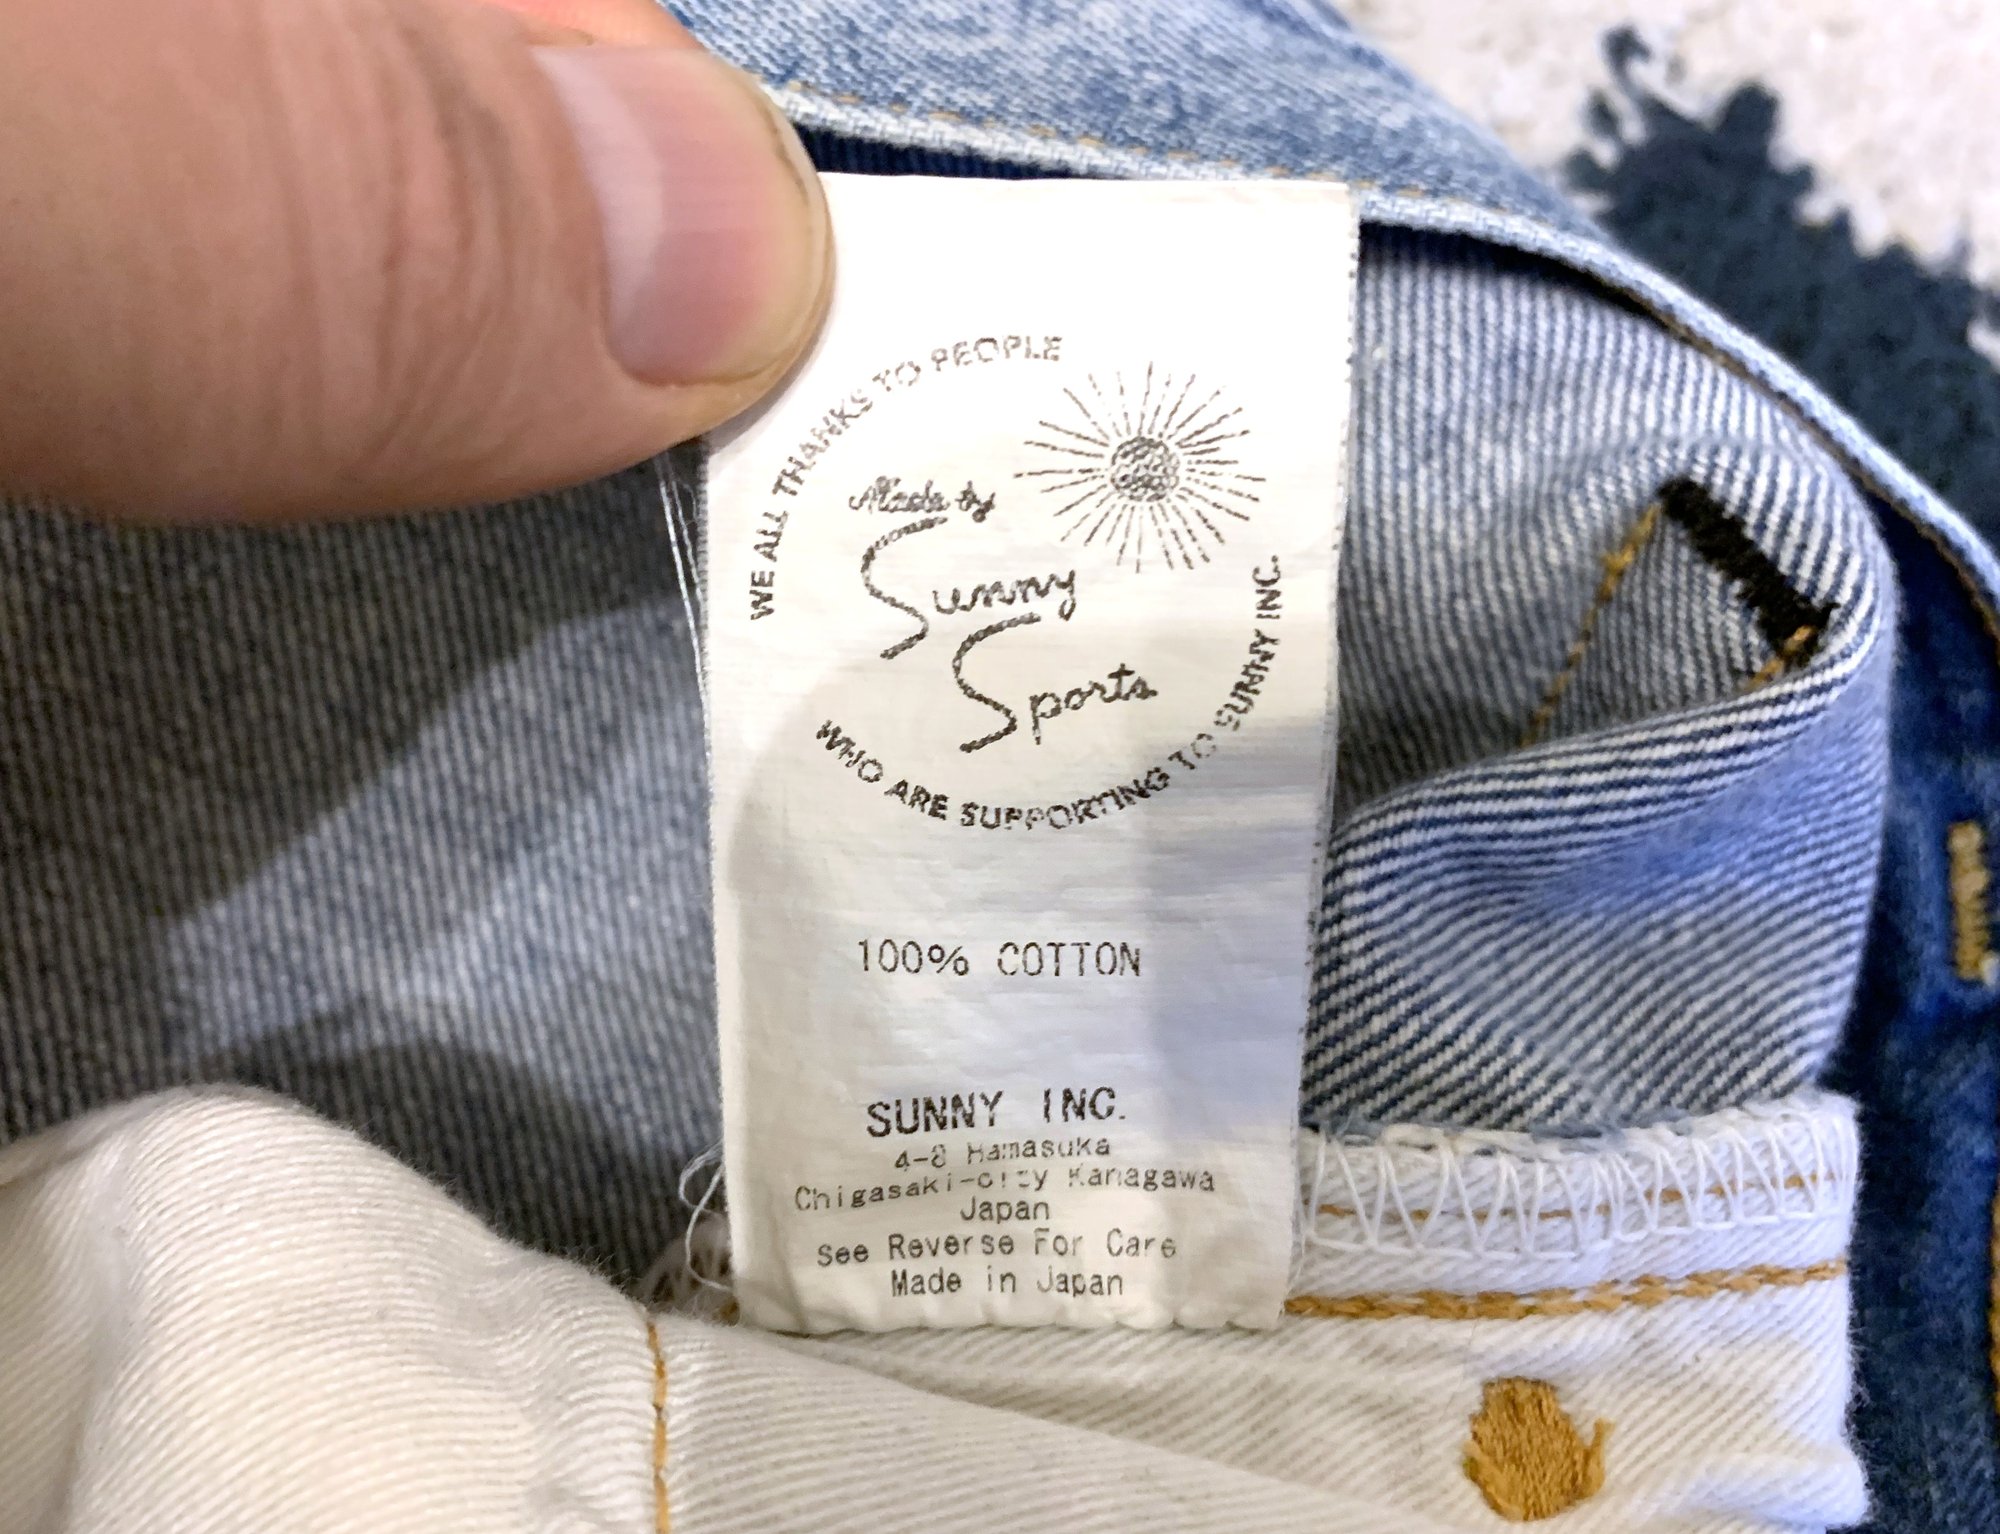 WE ALL THANKS TO PEOPLE
WHO ARE SUPPORTING TO SUNNY INC.
Made by
Sunny
Sports
100% COTTON
SUNNY INC.
4-8 Hamasuka
Chigasaki-city Kanagawa
Japan
See Reverse For Care
Made in Japan